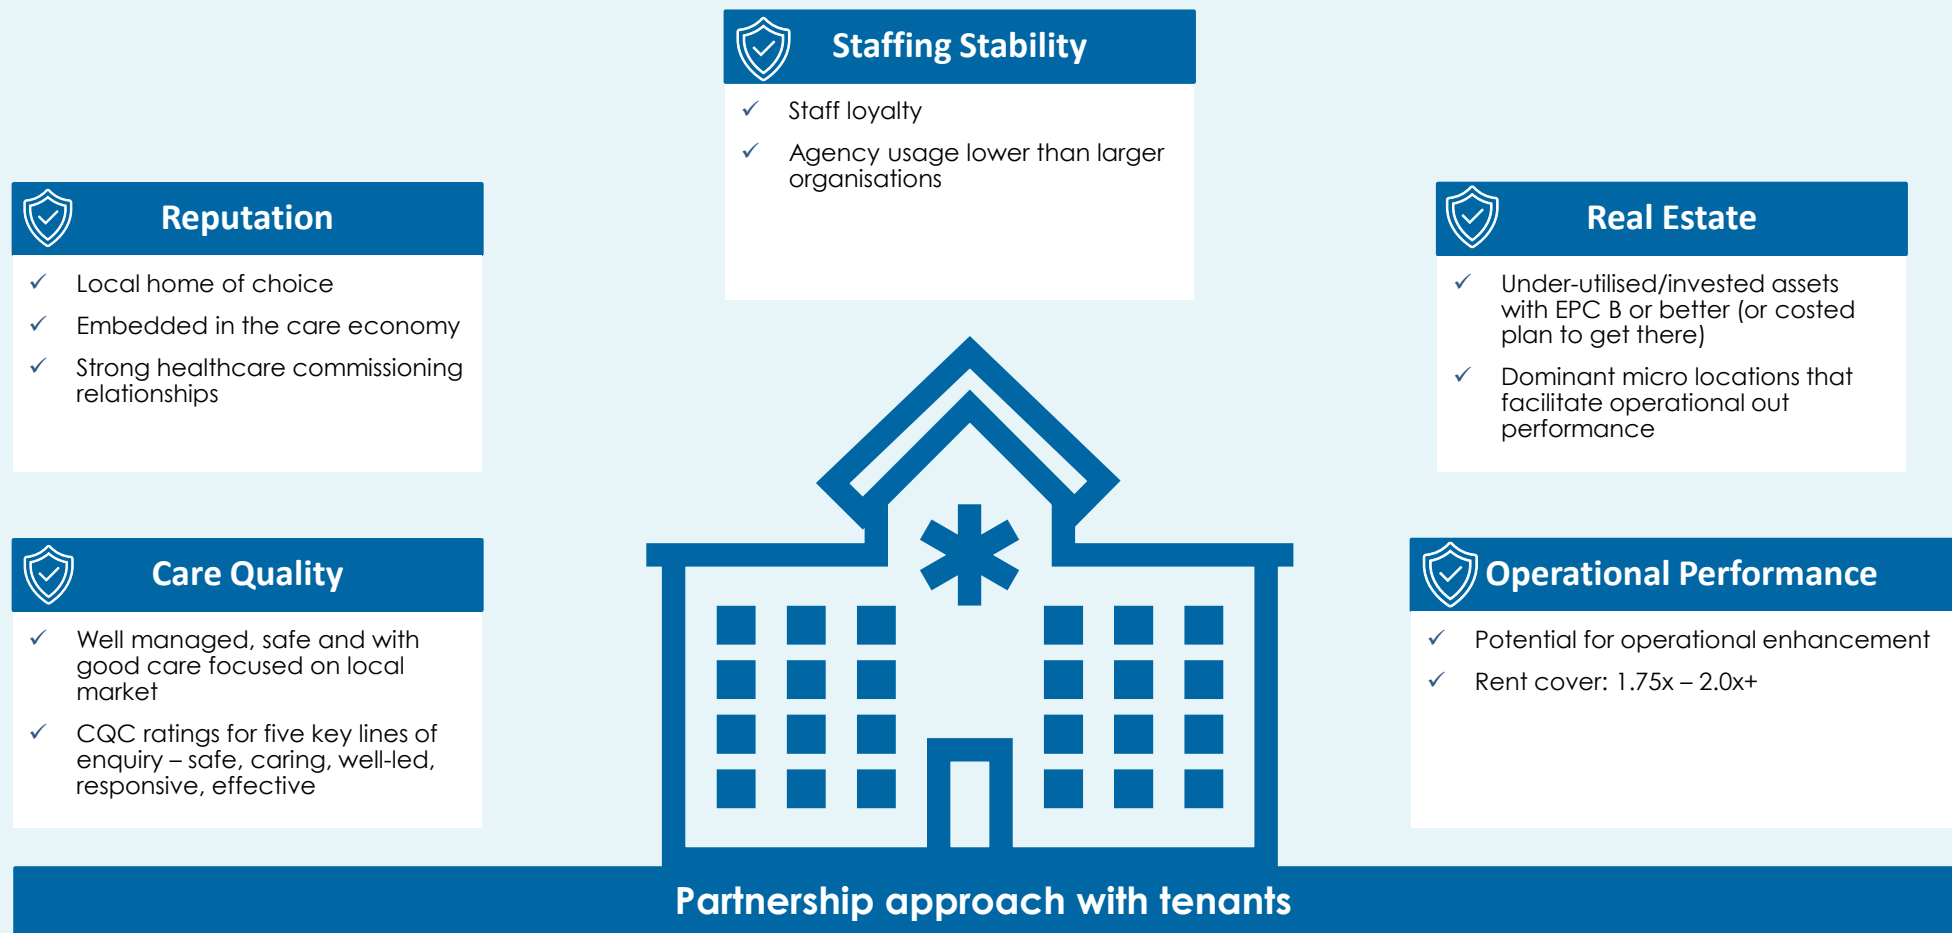 Staffing Stability
Staff loyalty
Agency usage lower than larger
organisations
Reputation
Local home of choice
Embedded in the care economy
Strong healthcare commissioning
relationships
Real Estate
Under-utilised/invested assets
with EPC B or better (or costed
plan to get there)
Dominant micro locations that
facilitate operational out
performance
Care Quality
Well managed, safe and with
good care focused on local
market
CQC ratings for five key lines of
enquiry – safe, caring, well-led,
responsive, effective
Operational Performance
Potential for operational enhancement
Rent cover: 1.75x – 2.0x+
Partnership approach with tenants